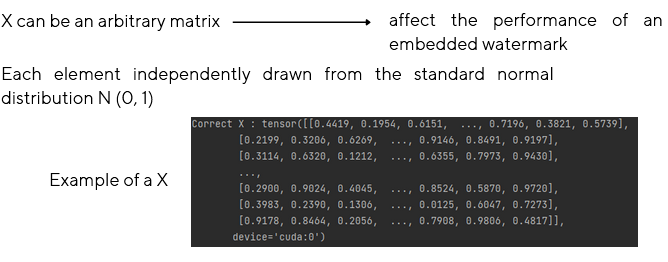 X can be an arbitrary matrix
affect the performance of an
embedded watermark
Each element independently drawn from the standard normal
distribution N (0, 1)
Example of a X
Correct X : tensor([[0.4419, 0.1954, 0.6151,  ..., 0.7196, 0.3821, 0.5739],
[0.2199, 0.3206, 0.6269,  ..., 0.9146, 0.8491, 0.9197],
[0.3114, 0.6320, 0.1212,  ..., 0.6355, 0.7973, 0.9430],
...,
[0.2900, 0.9024, 0.4045,  ..., 0.8524, 0.5870, 0.9720],
[0.3983, 0.2390, 0.1306,  ..., 0.0125, 0.6047, 0.7273],
[0.9178, 0.8464, 0.2056,  ..., 0.7908, 0.9806, 0.4817]],
device='cuda:0')